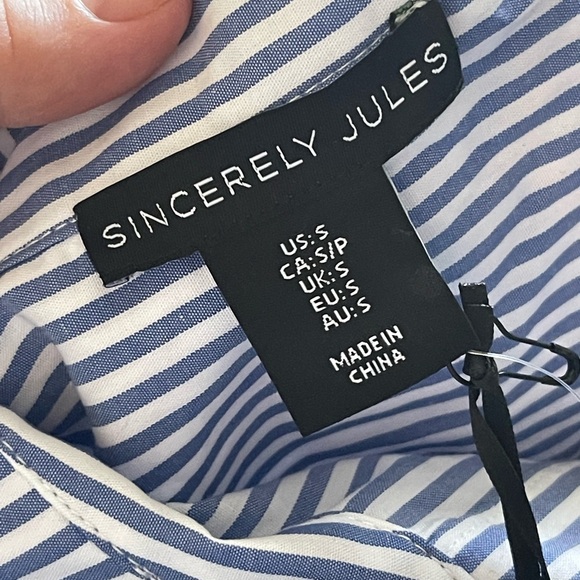 SINCERELY JULES
US:S
CA:S/P
UK:S
EU:S
AU:S
MADE IN
CHINA